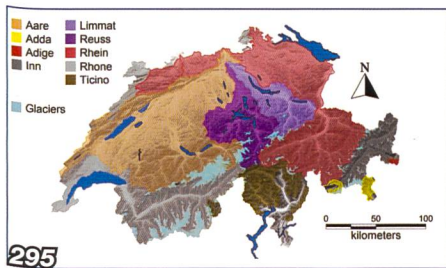 Aare
Adda
Adige
Inn
Glaciers
Limmat
Reuss
Rhein
Rhone
Ticino
N
0 50 100
kilometers
295